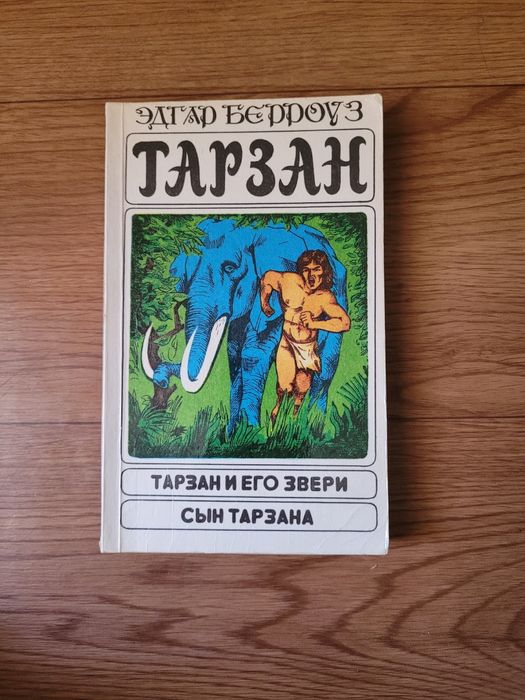 ЭДГАР БЕРРОУЗ
ТАРЗАН
ТАРЗАН И ЕГО ЗВЕРИ
СЫН ТАРЗАНА